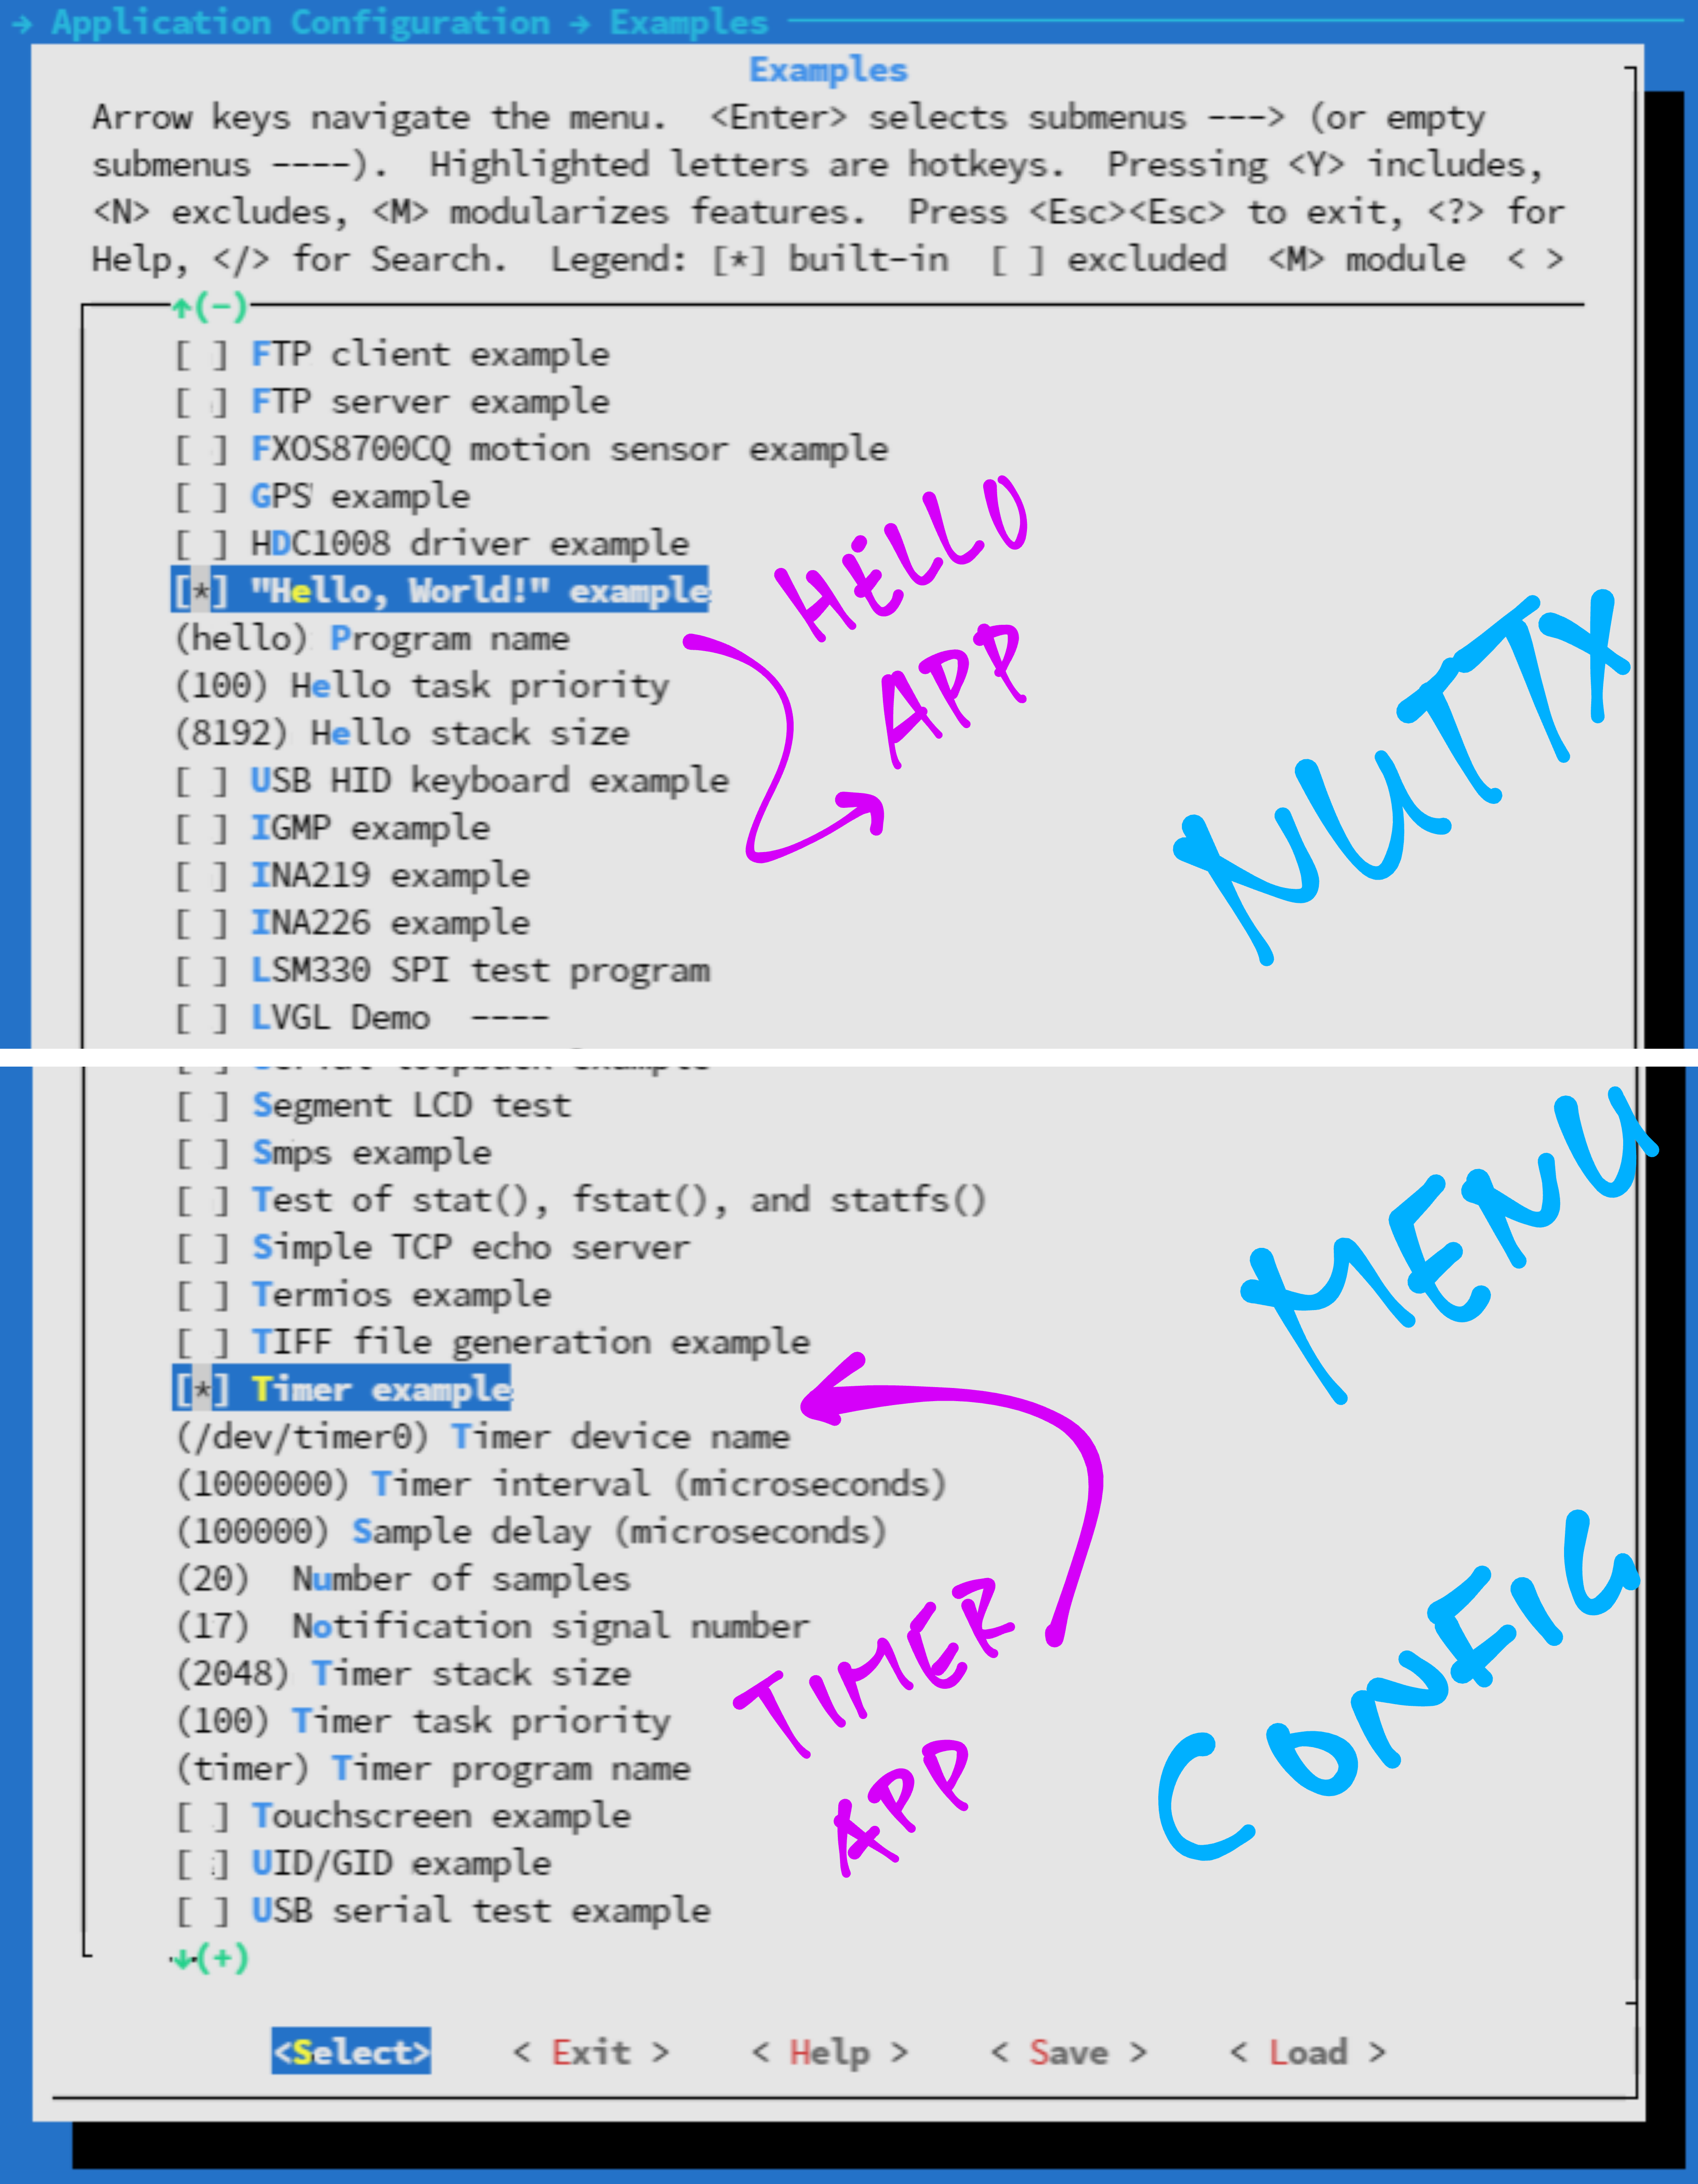 → Application Configuration → Examples
Examples
Arrow keys navigate the menu.  <Enter> selects submenus ---> (or empty
submenus ----).  Highlighted letters are hotkeys.  Pressing <Y> includes,
<N> excludes, <M> modularizes features.  Press <Esc><Esc> to exit, <?> for
Help, </> for Search.  Legend: [*] built-in  [ ] excluded  <M> module  < >
↑(-)
[ ] FTP client example
[ ] FTP server example
[ ] FXOS8700CQ motion sensor example
[ ] GPS example
[ ] HDC1008 driver example
[*] "Hello, World!" example
(hello) Program name
(100) Hello task priority
(8192) Hello stack size
[ ] USB HID keyboard example
[ ] IGMP example
[ ] INA219 example
[ ] INA226 example
[ ] LSM330 SPI test program
[ ] LVGL Demo  ----
HELLO
APP
NUTTX
[ ] Segment LCD test
[ ] Smps example
[ ] Test of stat(), fstat(), and statfs()
[ ] Simple TCP echo server
[ ] Termios example
[ ] TIFF file generation example
[*] Timer example
(/dev/timer0) Timer device name
(1000000) Timer interval (microseconds)
(100000) Sample delay (microseconds)
(20)  Number of samples
(17)  Notification signal number
(2048) Timer stack size
(100) Timer task priority
(timer) Timer program name
[ ] Touchscreen example
[ ] UID/GID example
[ ] USB serial test example
↓(+)
TIMER
APP
MENU
CONFIG
<Select>    < Exit >    < Help >    < Save >    < Load >